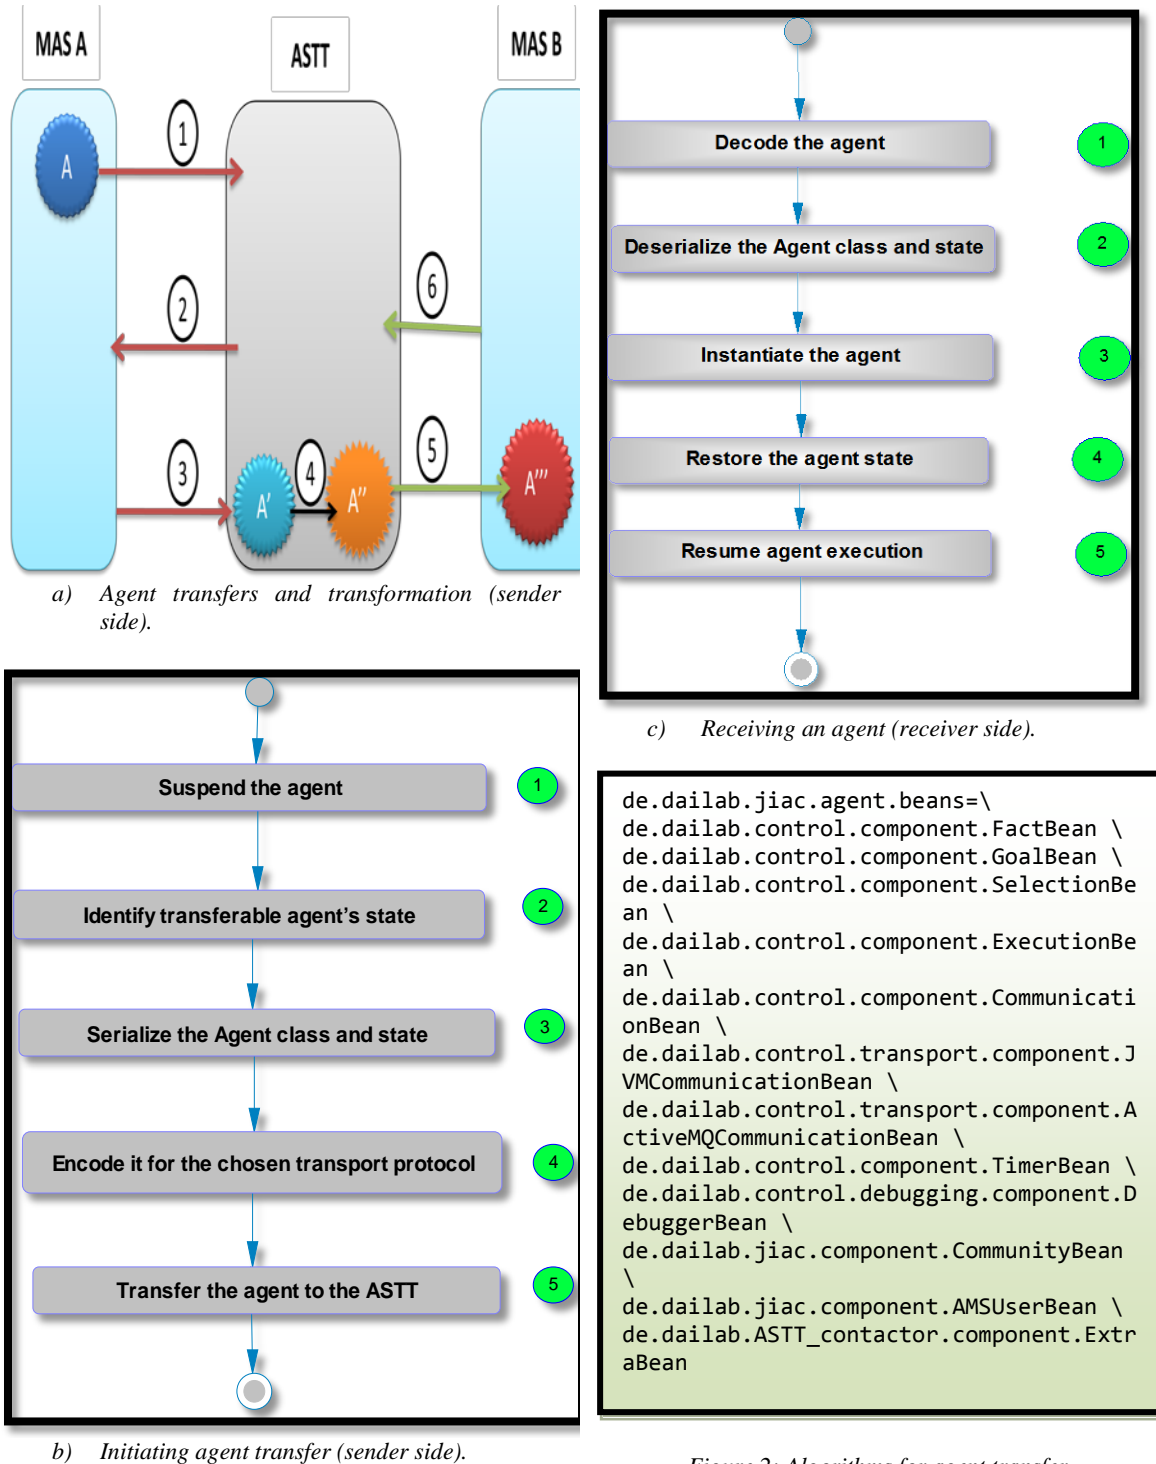 MAS A
ASTT
MAS B
1
A
2
6
3
4
5
A'
A''
A'''
a) Agent transfers and transformation (sender
side).
Suspend the agent
1
Identify transferable agent's state
2
Serialize the Agent class and state
3
Encode it for the chosen transport protocol
4
Transfer the agent to the ASTT
5
b) Initiating agent transfer (sender side).
Decode the agent
1
Deserialize the Agent class and state
2
Instantiate the agent
3
Restore the agent state
4
Resume agent execution
5
c) Receiving an agent (receiver side).
de.dailab.jiac.agent.beans=\
de.dailab.control.component.FactBean \
de.dailab.control.component.GoalBean \
de.dailab.control.component.SelectionBe
an \
de.dailab.control.component.ExecutionBe
an \
de.dailab.control.component.Communicati
onBean \
de.dailab.control.transport.component.J
VMCommunicationBean \
de.dailab.control.transport.component.A
ctiveMQCommunicationBean \
de.dailab.control.component.TimerBean \
de.dailab.control.debugging.component.D
ebuggerBean \
de.dailab.jiac.component.CommunityBean
\
de.dailab.jiac.component.AMSUserBean \
de.dailab.ASTT_contactor.component.Extr
aBean
Figure 2: Algorithms for agent transfer